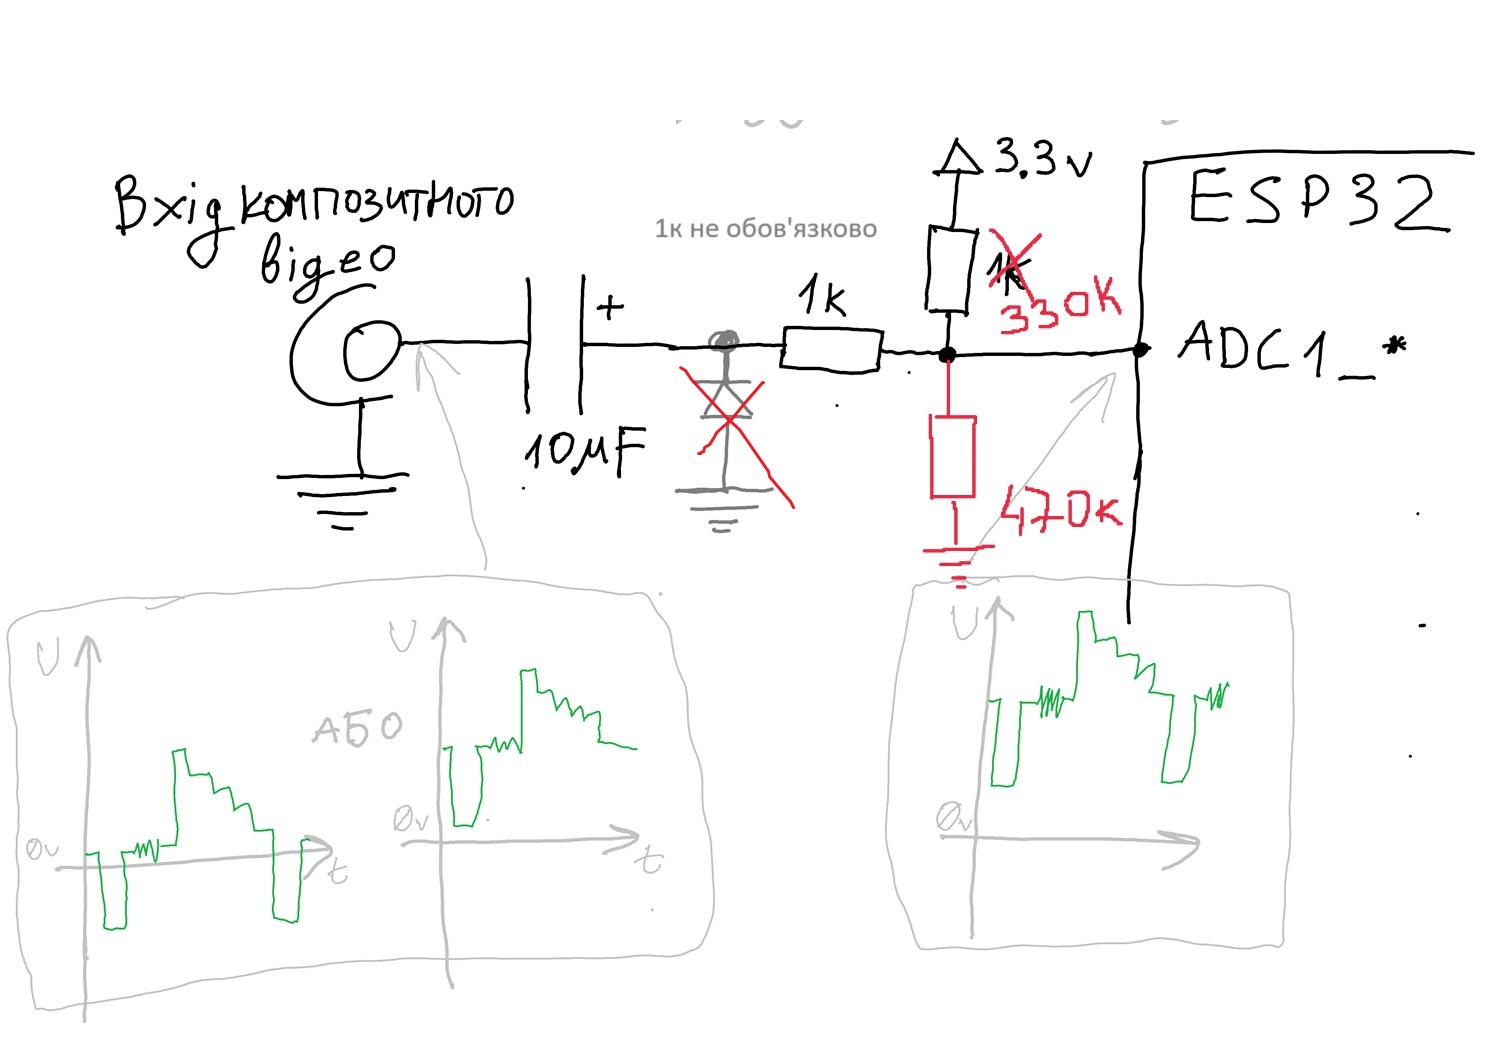 Вхід композитного
відео
1к не обов'язково
3.3v
ESP32
1k
330K
+
1k
ADC1_*
10µF
470к
U
U
АБО
0v
0v
t
t
U
0v